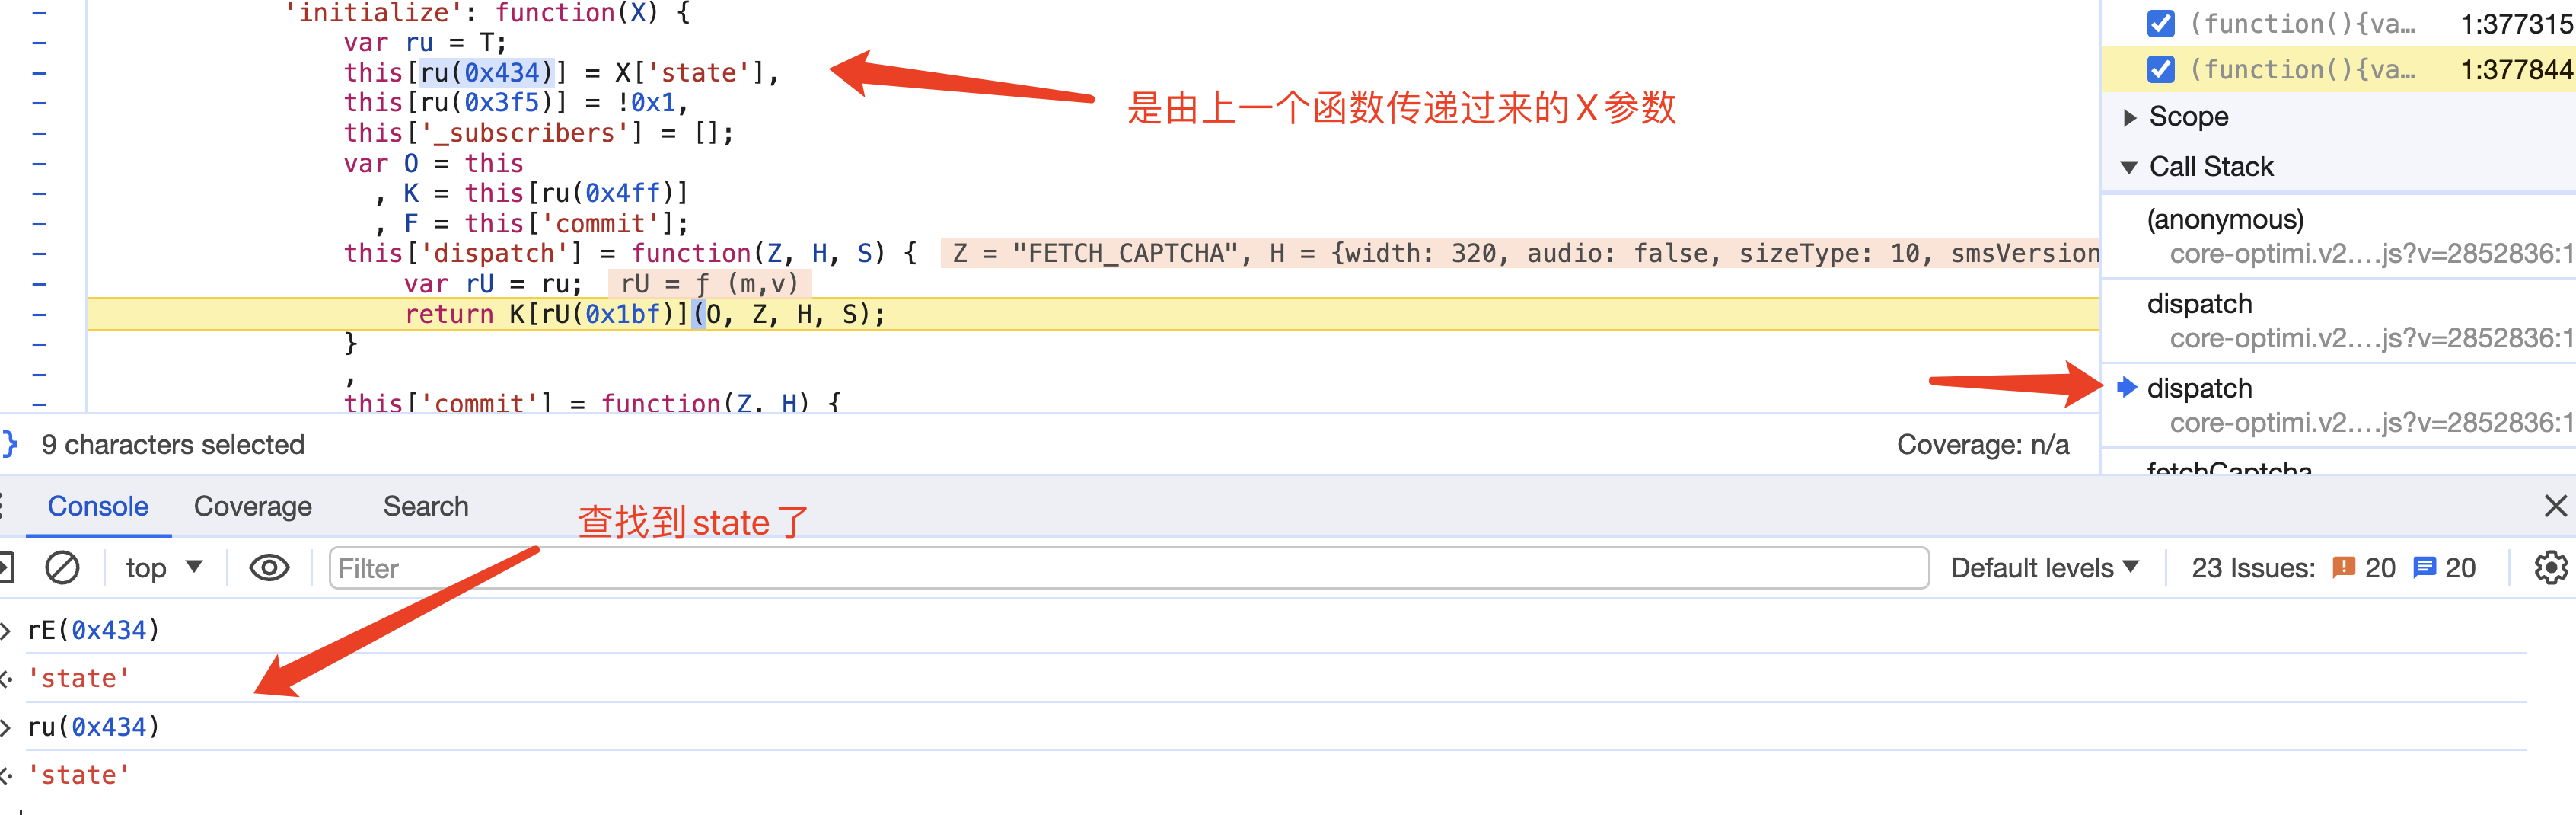 'initialize': function(X) {
var ru = T;
this[ru(0x434)] = X['state'],
this[ru(0x3f5)] = !0x1,
this['_subscribers'] = [];
var O = this
, K = this[ru(0x4ff)]
, F = this['commit'];
this['dispatch'] = function(Z, H, S) { Z = "FETCH_CAPTCHA", H = {width: 320, audio: false, sizeType: 10, smsVersion
var rU = ru; rU = ƒ (m,v)
return K[rU(0x1bf)](O, Z, H, S);
}
,
this['commit'] = function(Z, H) {
是由上一个函数传递过来的X参数
(function(){va… 1:377315
(function(){va… 1:377844
Scope
Call Stack
(anonymous)
core-optimi.v2.…js?v=2852836:1
dispatch
core-optimi.v2.…js?v=2852836:1
dispatch
core-optimi.v2.…js?v=2852836:1
fetchCaptcha
} 9 characters selected
Coverage: n/a
Console Coverage Search
查找到state了
top Filter Default levels 23 Issues: 20 20
> rE(0x434)
'state'
> ru(0x434)
'state'